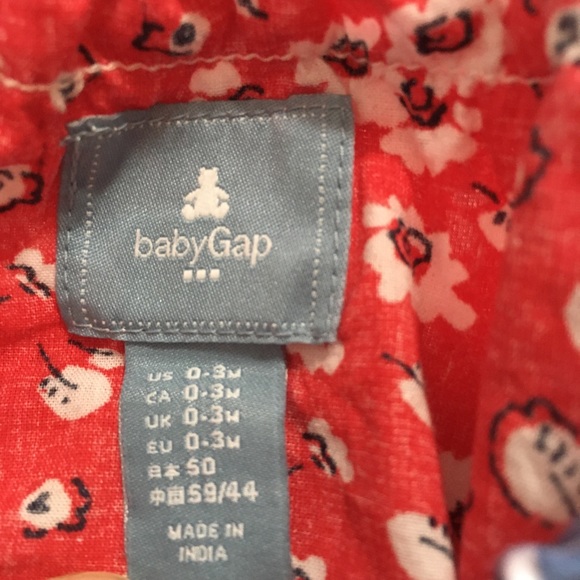 babyGap
US 0-3M
CA 0-3M
UK 0-3M
EU 0-3M
日本 50
中国 59/44
MADE IN
INDIA